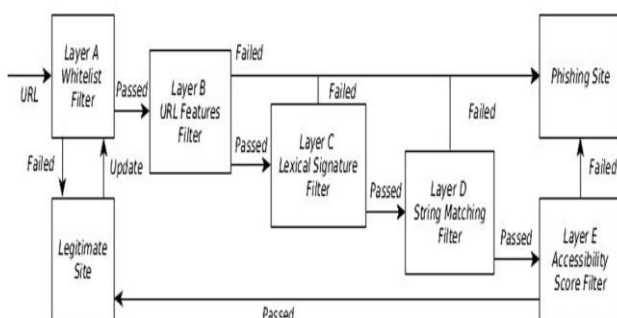 Layer A
Whitelist
Filter
URL
Passed
Layer B
URL Features
Filter
Failed
Phishing Site
Failed
Failed
Passed
Layer C
Lexical Signature
Filter
Failed
Update
Passed
Layer D
String Matching
Filter
Failed
Legitimate
Site
Passed
Layer E
Accessibility
Score Filter
Passed